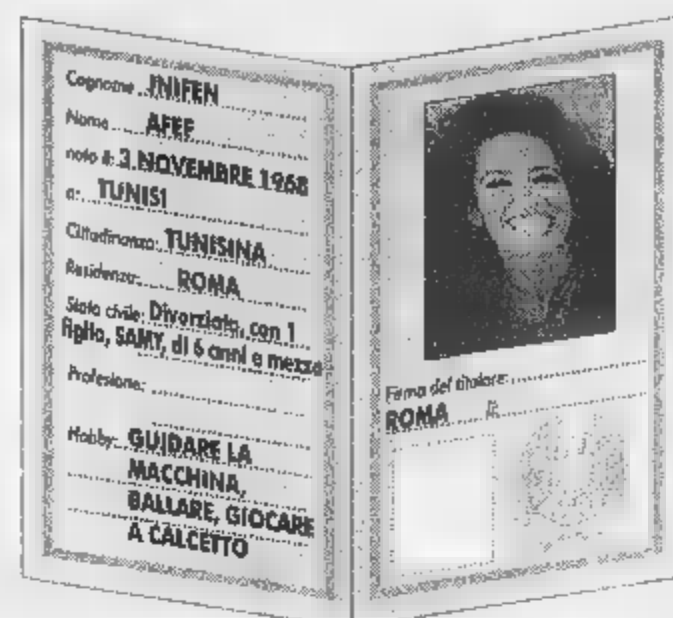 Cognome JNIFEN
Nome AFEF
nato il: 3.NOVEMBRE 1968
a: TUNISI
Cittadinanza: TUNISINA
Residenza: ROMA
Stato civile: Divorziata, con 1
figlio, SAMY, di 6 anni e mezzo
Profesione:
Hobby: GUIDARE LA
MACCHINA,
BALLARE, GIOCARE
A CALCETTO
Firma del titolare:
ROMA